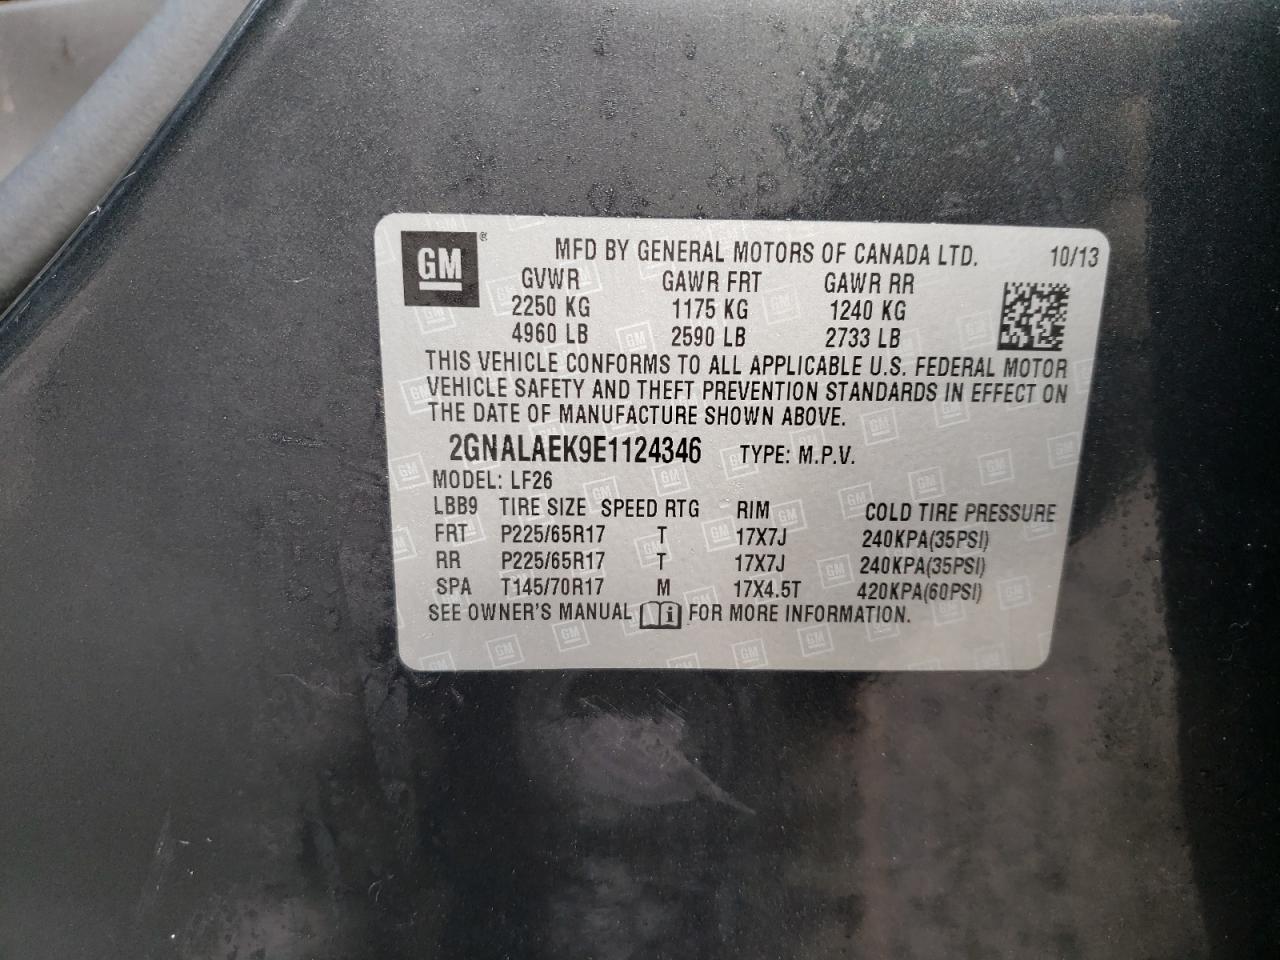 GM ® MFD BY GENERAL MOTORS OF CANADA LTD. 10/13
GVWR GAWR FRT GAWR RR
2250 KG 1175 KG 1240 KG
4960 LB 2590 LB 2733 LB
THIS VEHICLE CONFORMS TO ALL APPLICABLE U.S. FEDERAL MOTOR
VEHICLE SAFETY AND THEFT PREVENTION STANDARDS IN EFFECT ON
THE DATE OF MANUFACTURE SHOWN ABOVE.
2GNALAEK9E1124346 TYPE: M.P.V.
MODEL: LF26
LBB9 TIRE SIZE SPEED RTG RIM COLD TIRE PRESSURE
FRT P225/65R17 T 17X7J 240KPA(35PSI)
RR P225/65R17 T 17X7J 240KPA(35PSI)
SPA T145/70R17 M 17X4.5T 420KPA(60PSI)
SEE OWNER'S MANUAL i FOR MORE INFORMATION.